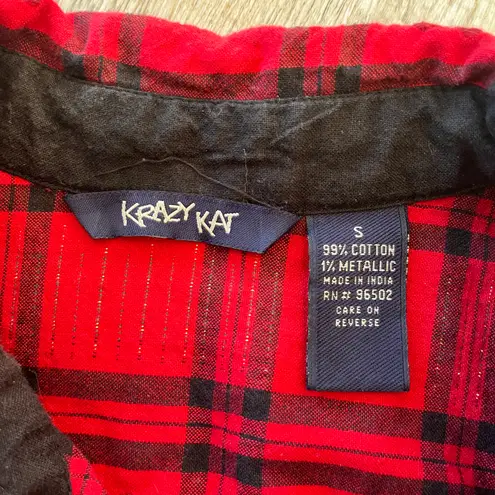 KRAZY KAT
S
99% COTTON
1% METALLIC
MADE IN INDIA
RN # 96502
CARE ON
REVERSE